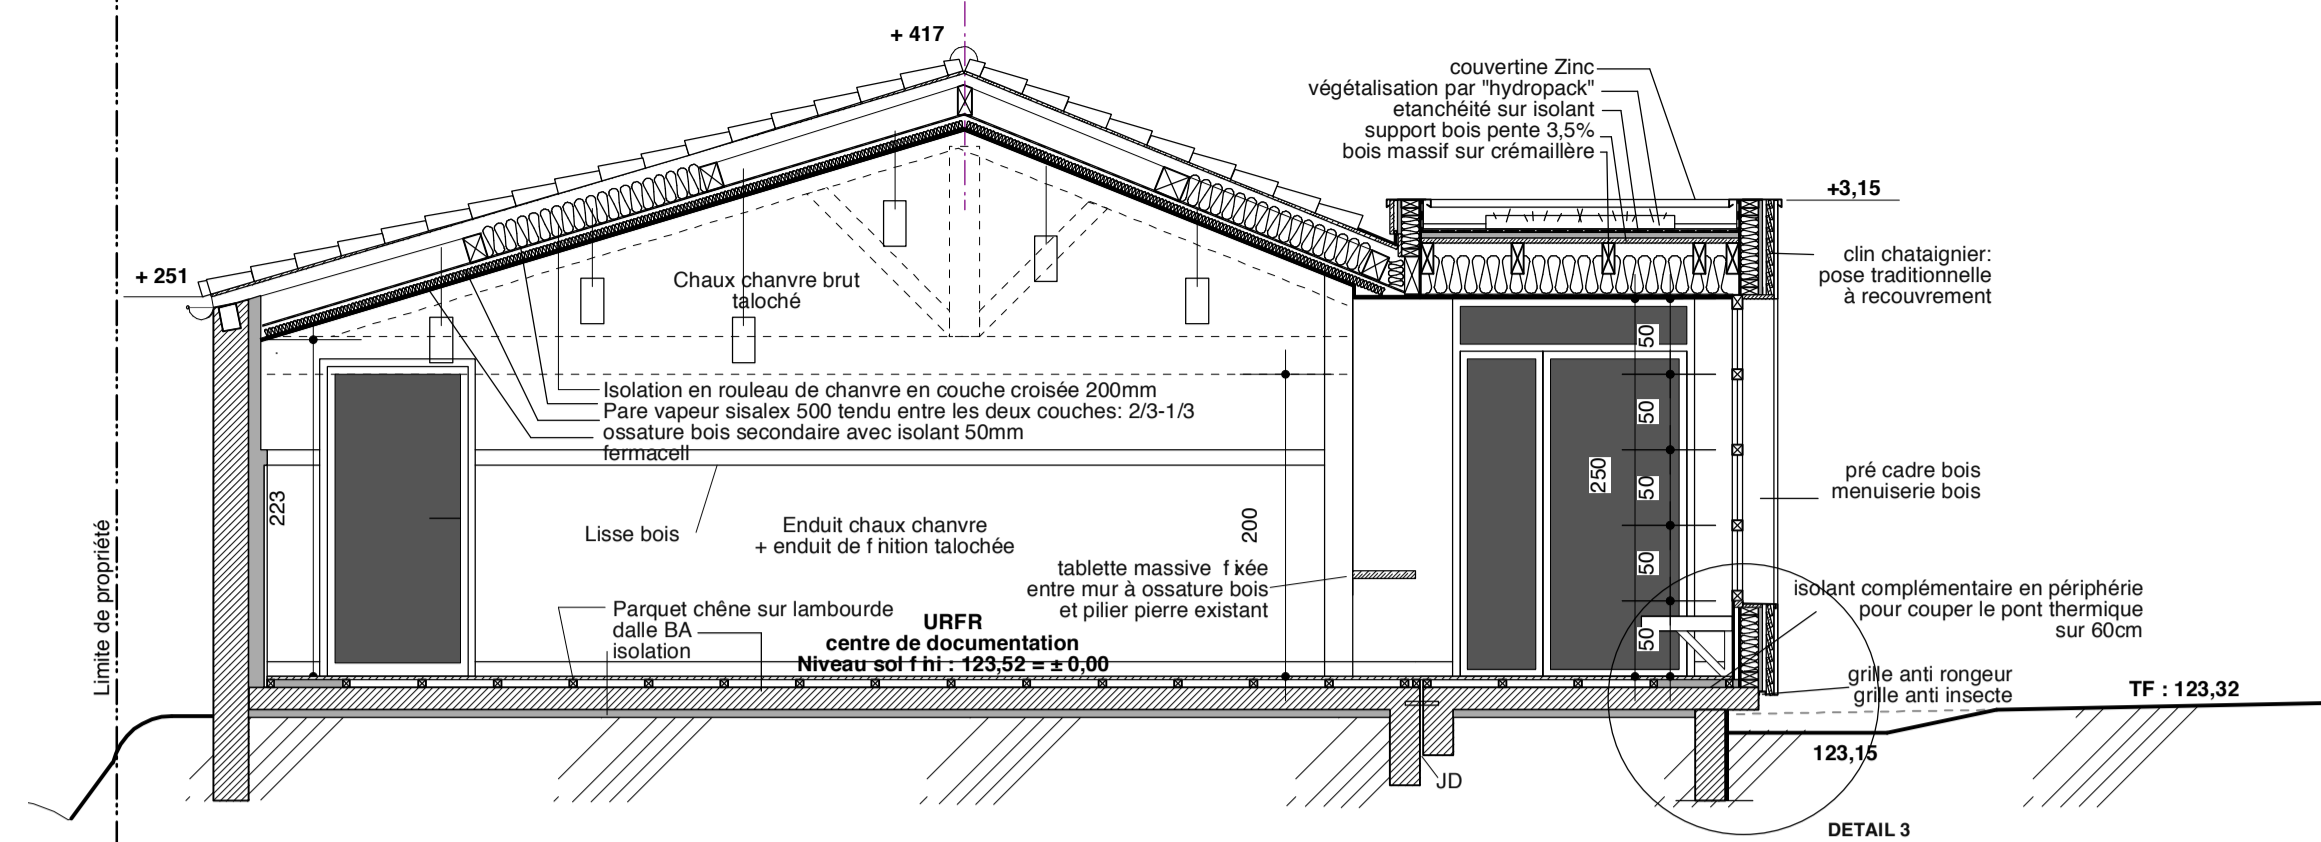 + 417
couvertine Zinc
végétalisation par "hydropack"
etanchéité sur isolant
support bois pente 3,5%
bois massif sur crémaillère
+3,15
+ 251
clin chataignier:
pose traditionnelle
à recouvrement
Chaux chanvre brut
taloché
Isolation en rouleau de chanvre en couche croisée 200mm
Pare vapeur sisalex 500 tendu entre les deux couches: 2/3-1/3
ossature bois secondaire avec isolant 50mm
fermacell
50
50
250
50
50
50
pré cadre bois
menuiserie bois
223
Lisse bois
Enduit chaux chanvre
+ enduit de finition talochée
200
tablette massive fixée
entre mur à ossature bois
et pilier pierre existant
Limite de propriété
Parquet chêne sur lambourde
dalle BA
isolation
URFR
centre de documentation
Niveau sol fini : 123,52 = ± 0,00
isolant complémentaire en périphérie
pour couper le pont thermique
sur 60cm
grille anti rongeur
grille anti insecte
TF : 123,32
123,15
JD
DETAIL 3